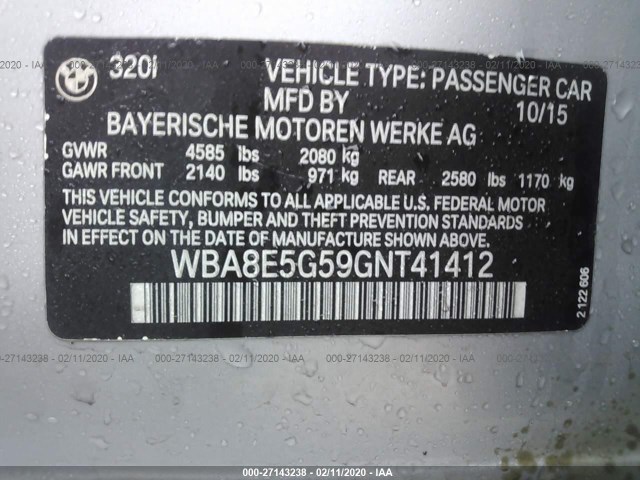 BMW 320i VEHICLE TYPE: PASSENGER CAR
MFD BY 10/15
BAYERISCHE MOTOREN WERKE AG
GVWR 4585 lbs 2080 kg
GAWR FRONT 2140 lbs 971 kg REAR 2580 lbs 1170 kg
THIS VEHICLE CONFORMS TO ALL APPLICABLE U.S. FEDERAL MOTOR
VEHICLE SAFETY, BUMPER AND THEFT PREVENTION STANDARDS
IN EFFECT ON THE DATE OF MANUFACTURE SHOWN ABOVE.
WBA8E5G59GNT41412
2 122 606
000-27143238 - 02/11/2020 - IAA